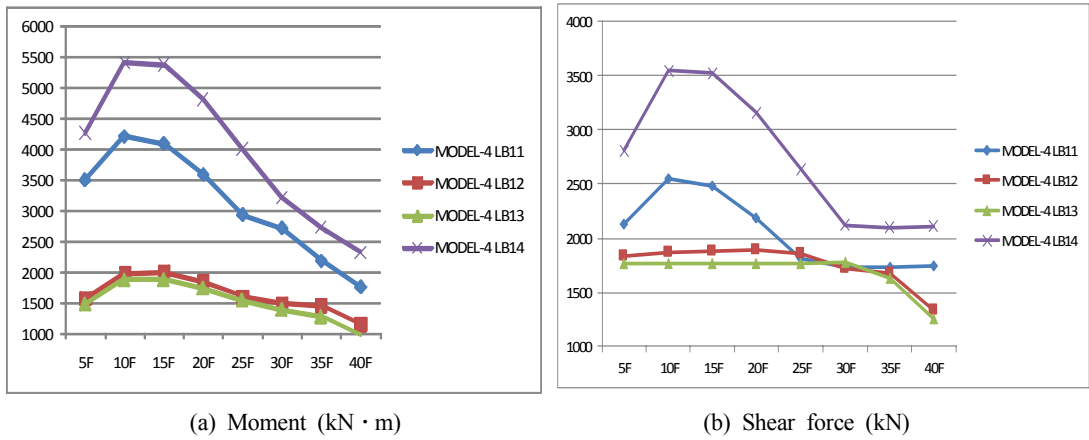 6000
5500
5000
4500
4000
3500
3000
2500
2000
1500
1000
5F 10F 15F 20F 25F 30F 35F 40F
MODEL-4 LB11
MODEL-4 LB12
MODEL-4 LB13
MODEL-4 LB14
(a) Moment (kN · m)
4000
3500
3000
2500
2000
1500
1000
5F 10F 15F 20F 25F 30F 35F 40F
MODEL-4 LB11
MODEL-4 LB12
MODEL-4 LB13
MODEL-4 LB14
(b) Shear force (kN)